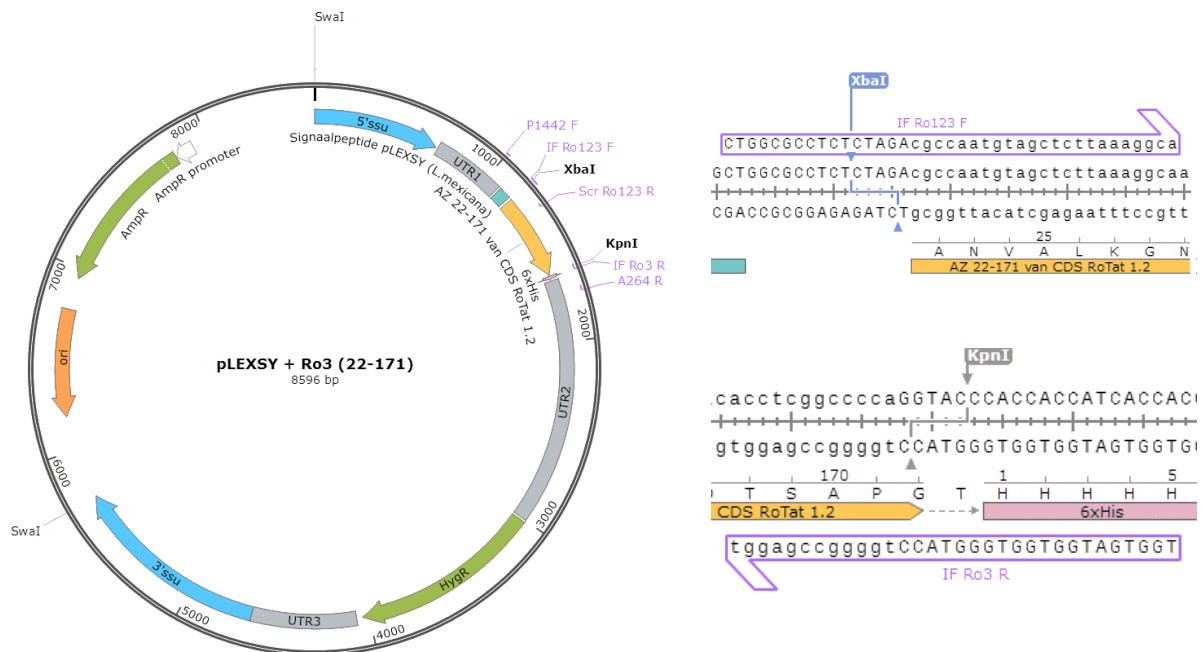 SwaI
5'ssu
Signaalpeptide pLEXSY (L.mexicana)
UTR1
1000
P1442 F
IF Ro123 F
XbaI
Scr Ro123 R
AZ 22-171 van CDS RoTat 1.2
KpnI
IF Ro3 R
A264 R
6xHis
2000
UTR2
3000
HygR
4000
UTR3
5000
3'ssu
SwaI
6000
ori
7000
AmpR
AmpR promoter
8000
pLEXSY + Ro3 (22-171)
8596 bp
XbaI
IF Ro123 F
CTGGCGCCTCTCTAGAcgccaatgtagctcttaaaggca
GCTGGCGCCTCTCTAGAcgccaatgtagctcttaaaggcaa
CGACCGCGGAGAGATCTgcggttacatcgagaatttccgtt
25
A N V A L K G N
AZ 22-171 van CDS RoTat 1.2
KpnI
cacctcggccccaGGTACCCACCACCATCACCAC
gtggagccggggtCCATGGGTGGTGGTAGTGGTG
170 1 5
T S A P G T H H H H H
CDS RoTat 1.2 6xHis
tggagccggggtCCATGGGTGGTGGTAGTGGT
IF Ro3 R